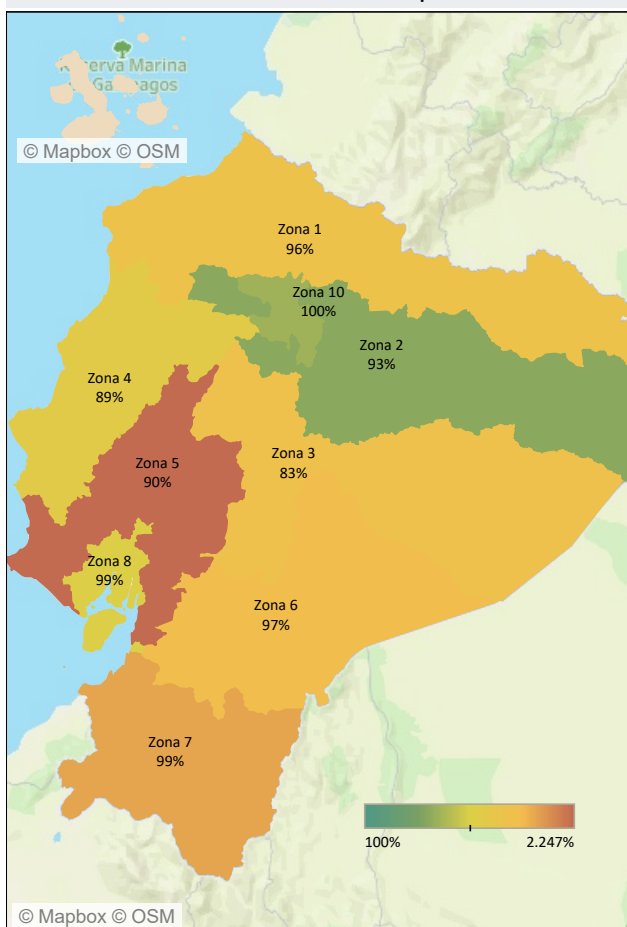 Reserva Marina
Galápagos
© Mapbox © OSM
Zona 1
96%
Zona 10
100%
Zona 2
93%
Zona 4
89%
Zona 3
83%
Zona 5
90%
Zona 8
99%
Zona 6
97%
Zona 7
99%
100%
2.247%
© Mapbox © OSM